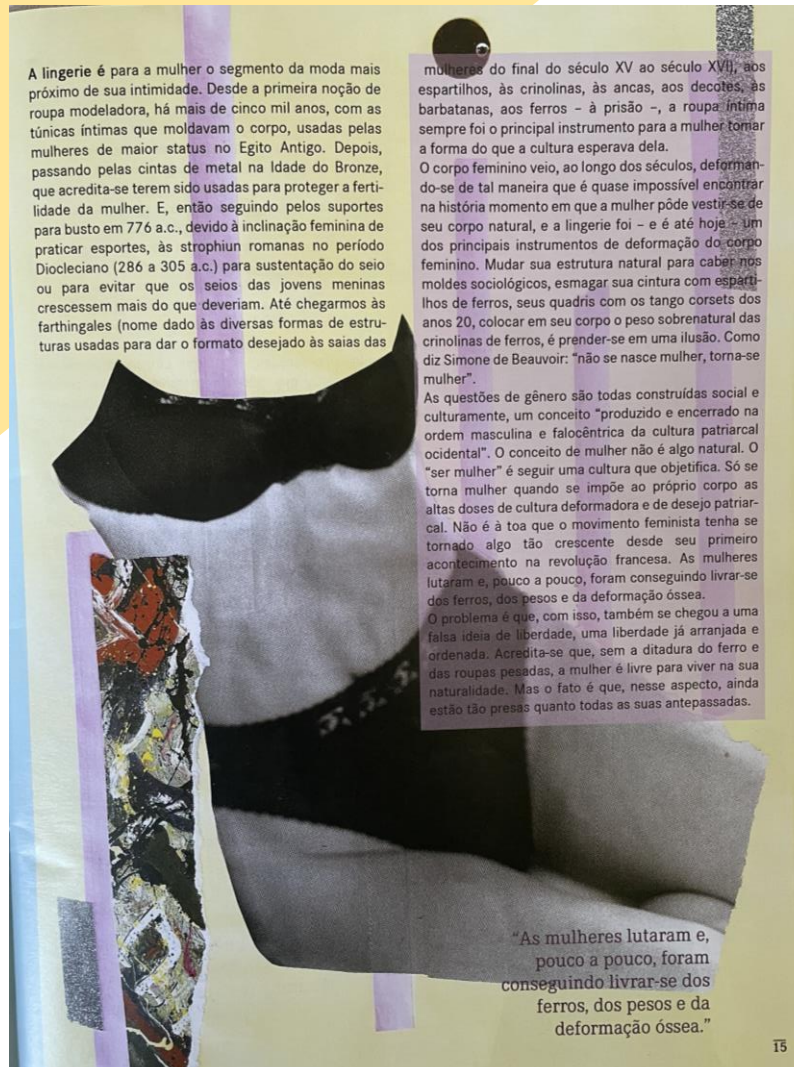 A lingerie é para a mulher o segmento da moda mais
próximo de sua intimidade. Desde a primeira noção de
roupa modeladora, há mais de cinco mil anos, com as
túnicas íntimas que moldavam o corpo, usadas pelas
mulheres de maior status no Egito Antigo. Depois,
passando pelas cintas de metal na Idade do Bronze,
que acredita-se terem sido usadas para proteger a ferti-
lidade da mulher. E, então seguindo pelos suportes
para busto em 776 a.c., devido à inclinação feminina de
praticar esportes, às strophiun romanas no período
Diocleciano (286 a 305 a.c.) para sustentação do seio
ou para evitar que os seios das jovens meninas
crescessem mais do que deveriam. Até chegarmos às
farthingales (nome dado às diversas formas de estru-
turas usadas para dar o formato desejado às saias das
mulheres do final do século XV ao século XVI), aos
espartilhos, às crinolinas, às ancas, aos decotes, às
barbatanas, aos ferros – à prisão –, a roupa íntima
sempre foi o principal instrumento para a mulher tomar
a forma do que a cultura esperava dela.
O corpo feminino veio, ao longo dos séculos, deforman-
do-se de tal maneira que é quase impossível encontrar
na história momento em que a mulher pôde vestir-se de
seu corpo natural, e a lingerie foi – e é até hoje – um
dos principais instrumentos de deformação do corpo
feminino. Mudar sua estrutura natural para caber nos
moldes sociológicos, esmagar sua cintura com esparti-
lhos de ferros, seus quadris com os tango corsets dos
anos 20, colocar em seu corpo o peso sobrenatural das
crinolinas de ferros, é prender-se em uma ilusão. Como
diz Simone de Beauvoir: “não se nasce mulher, torna-se
mulher”.
As questões de gênero são todas construídas social e
culturamente, um conceito “produzido e encerrado na
ordem masculina e falocêntrica da cultura patriarcal
ocidental”. O conceito de mulher não é algo natural. O
“ser mulher” é seguir uma cultura que objetifica. Só se
torna mulher quando se impõe ao próprio corpo as
altas doses de cultura deformadora e de desejo patriar-
cal. Não é à toa que o movimento feminista tenha se
tornado algo tão crescente desde seu primeiro
acontecimento na revolução francesa. As mulheres
lutaram e, pouco a pouco, foram conseguindo livrar-se
dos ferros, dos pesos e da deformação óssea.
O problema é que, com isso, também se chegou a uma
falsa ideia de liberdade, uma liberdade já arranjada e
ordenada. Acredita-se que, sem a ditadura do ferro e
das roupas pesadas, a mulher é livre para viver na sua
naturalidade. Mas o fato é que, nesse aspecto, ainda
estão tão presas quanto todas as suas antepassadas.
“As mulheres lutaram e,
pouco a pouco, foram
conseguindo livrar-se dos
ferros, dos pesos e da
deformação óssea.”
15